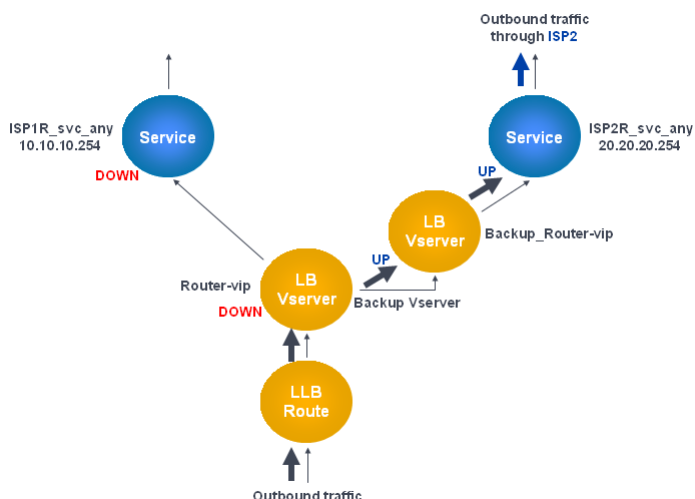 Outbound traffic
through ISP2
ISP1R_svc_any
10.10.10.254
Service
DOWN
Service
ISP2R_svc_any
20.20.20.254
UP
LB
Vserver
Backup_Router-vip
UP
Router-vip
DOWN
LB
Vserver
Backup Vserver
LLB
Route
Outbound traffic